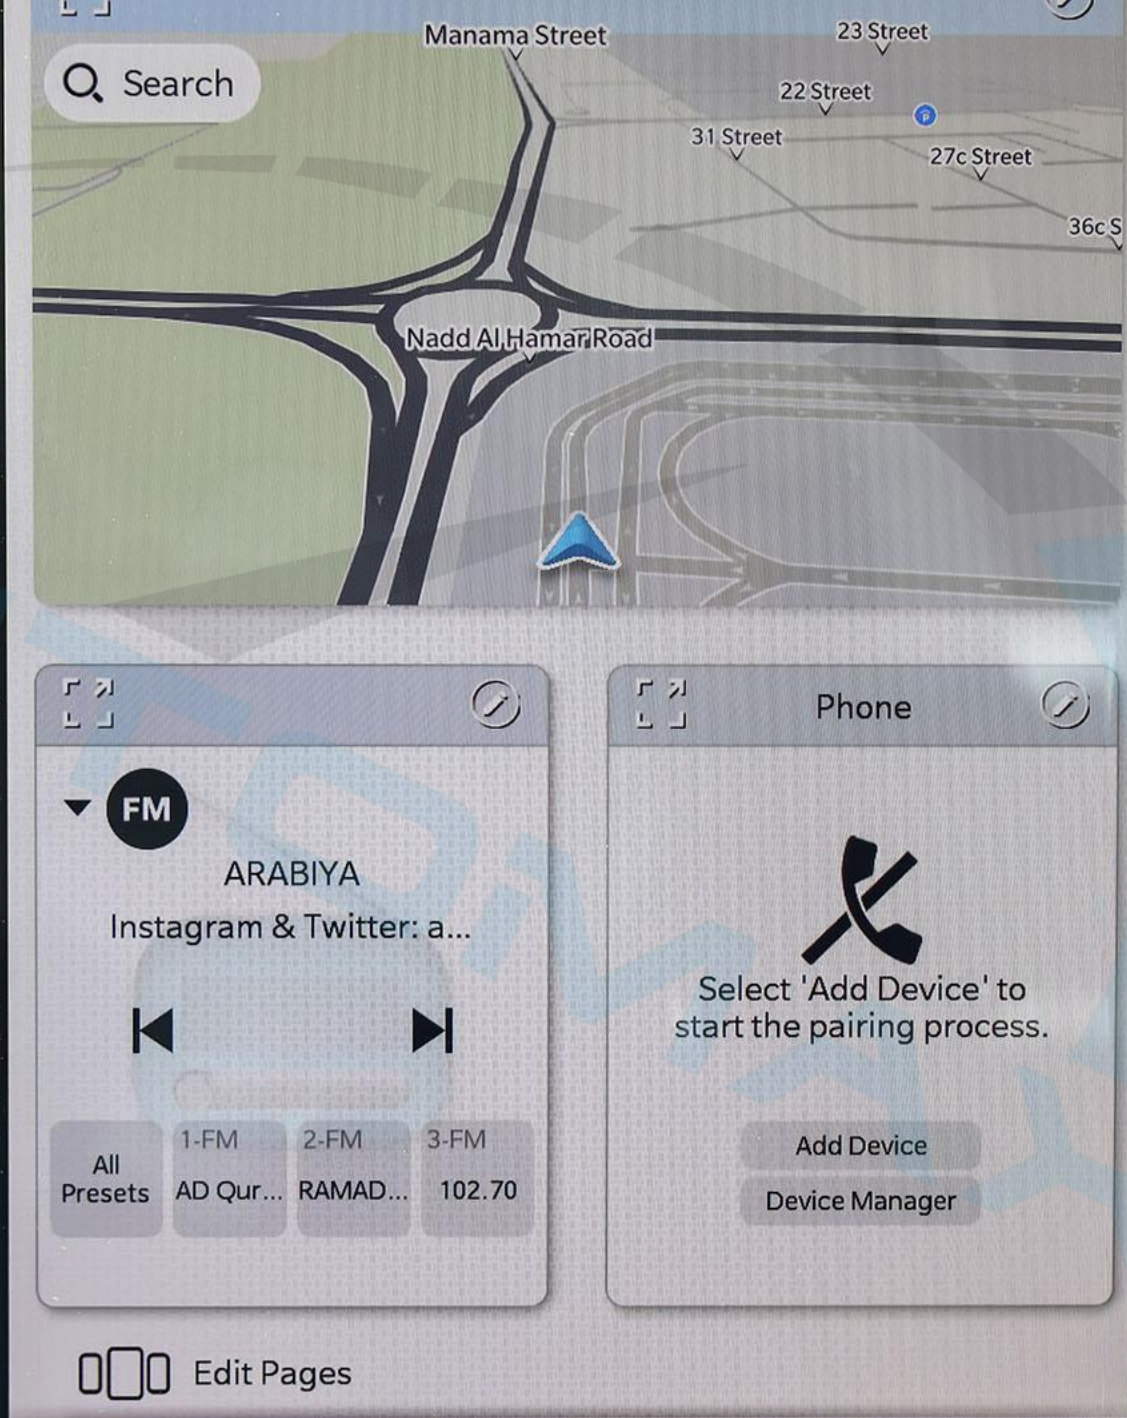 Manama Street
23 Street
Search
22 Street
31 Street
27c Street
36c S
Nadd Al Hamar Road
Phone
FM
ARABIYA
Instagram & Twitter: a...
Select 'Add Device' to
start the pairing process.
1-FM
2-FM
3-FM
All
Presets
AD Qur...
RAMAD...
102.70
Add Device
Device Manager
Edit Pages